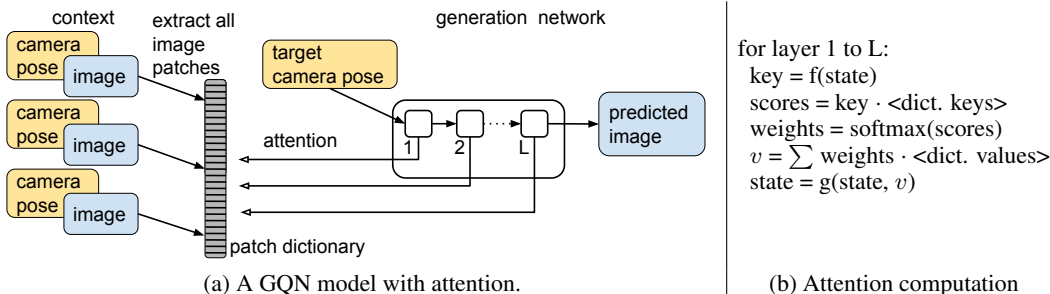 context
extract all
image
patches
generation network
camera
pose
image
camera
pose
image
camera
pose
image
target
camera pose
attention
1
2
L
predicted
image
patch dictionary
(a) A GQN model with attention.
for layer 1 to L:
key = f(state)
scores = key · <dict. keys>
weights = softmax(scores)
v = ∑ weights · <dict. values>
state = g(state, v)
(b) Attention computation